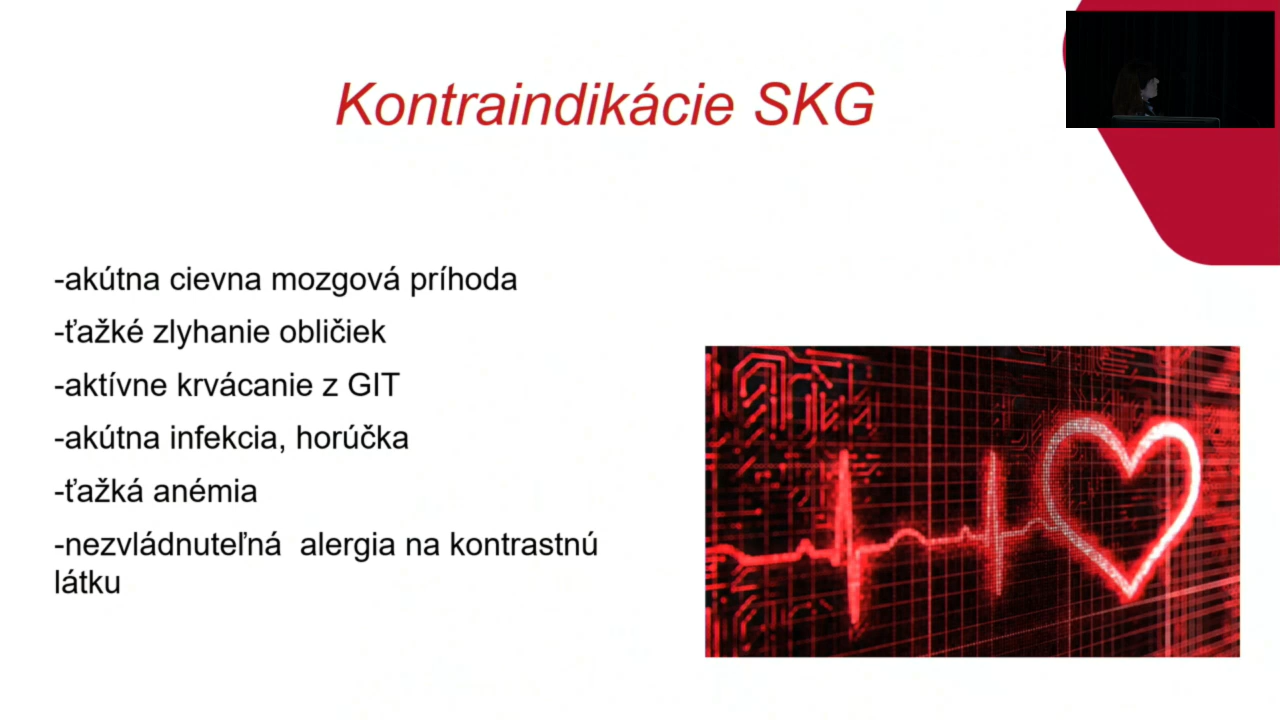 Kontraindikácie SKG
-akútna cievna mozgová príhoda
-ťažké zlyhanie obličiek
-aktívne krvácanie z GIT
-akútna infekcia, horúčka
-ťažká anémia
-nezvládnuteľná  alergia na kontrastnú
látku